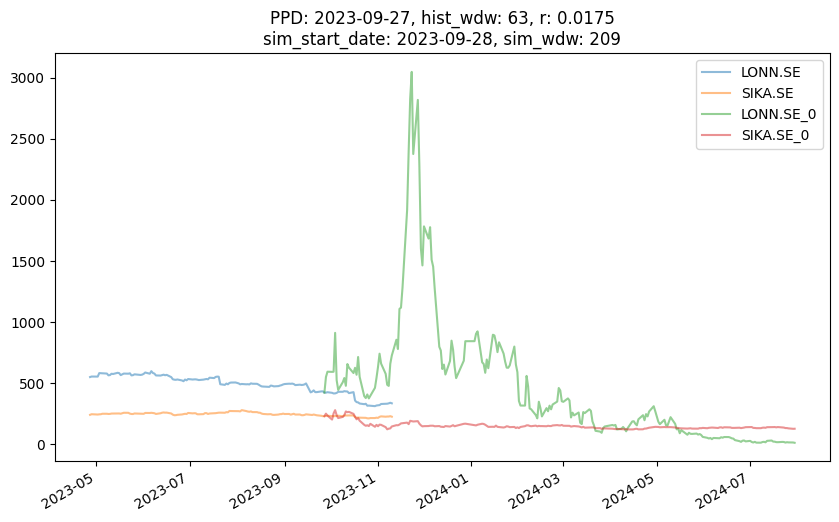 PPD: 2023-09-27, hist_wdw: 63, r: 0.0175
sim_start_date: 2023-09-28, sim_wdw: 209
LONN.SE
SIKA.SE
LONN.SE_0
SIKA.SE_0
3000
2500
2000
1500
1000
500
0
2023-05
2023-07
2023-09
2023-11
2024-01
2024-03
2024-05
2024-07